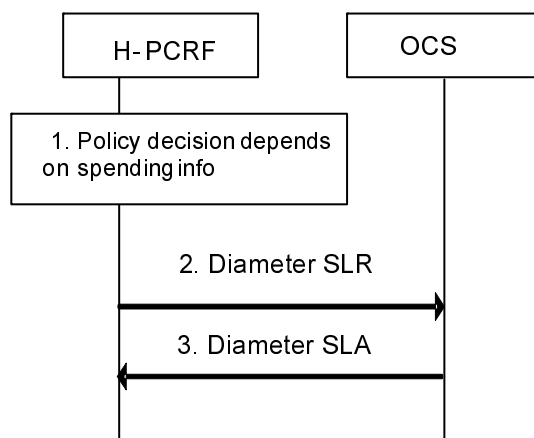 H-PCRF
OCS
1. Policy decision depends
on spending info
2. Diameter SLR
3. Diameter SLA